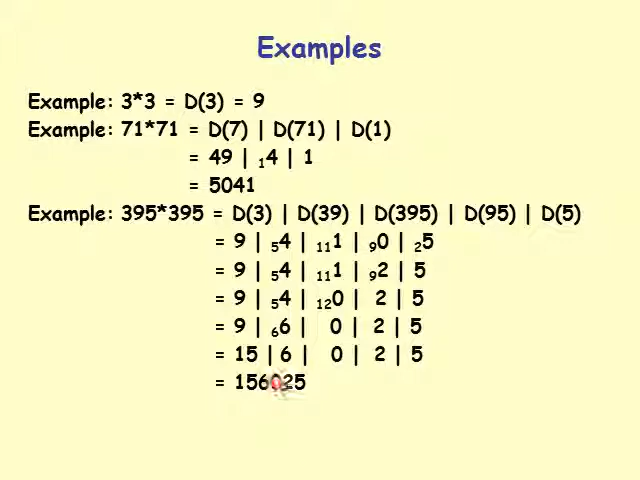 Examples
Example: 3*3 = D(3) = 9
Example: 71*71 = D(7) | D(71) | D(1)
= 49 | ₁4 | 1
= 5041
Example: 395*395 = D(3) | D(39) | D(395) | D(95) | D(5)
= 9 | ₅4 | ₁₁1 | ₉0 | ₂5
= 9 | ₅4 | ₁₁1 | ₉2 | 5
= 9 | ₅4 | ₁₂0 | 2 | 5
= 9 | ₆6 | 0 | 2 | 5
= 15 | 6 | 0 | 2 | 5
= 156025